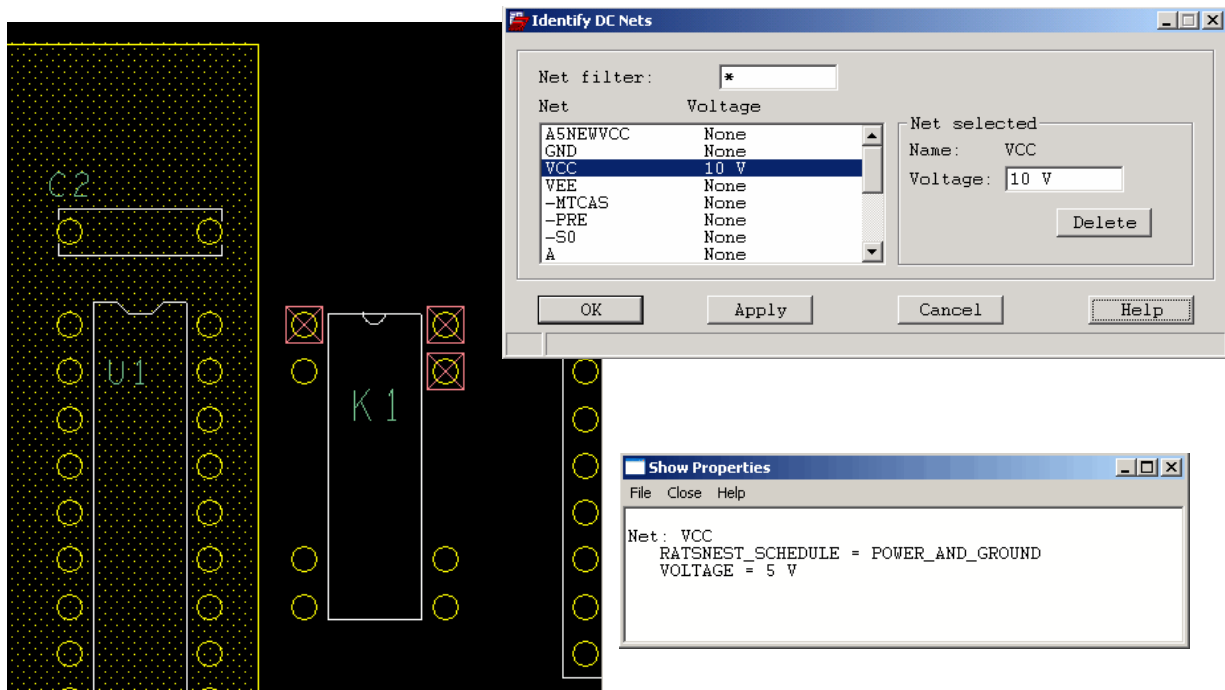 Identify DC Nets
Net filter: *
Net Voltage
A5NEWVCC None
GND None
VCC 10 V
VEE None
-MTCAS None
-PRE None
-S0 None
A None
Net selected
Name: VCC
Voltage: 10 V
Delete
OK Apply Cancel Help
C2
U1
K1
Show Properties
File Close Help
Net: VCC
RATSNEST_SCHEDULE = POWER_AND_GROUND
VOLTAGE = 5 V